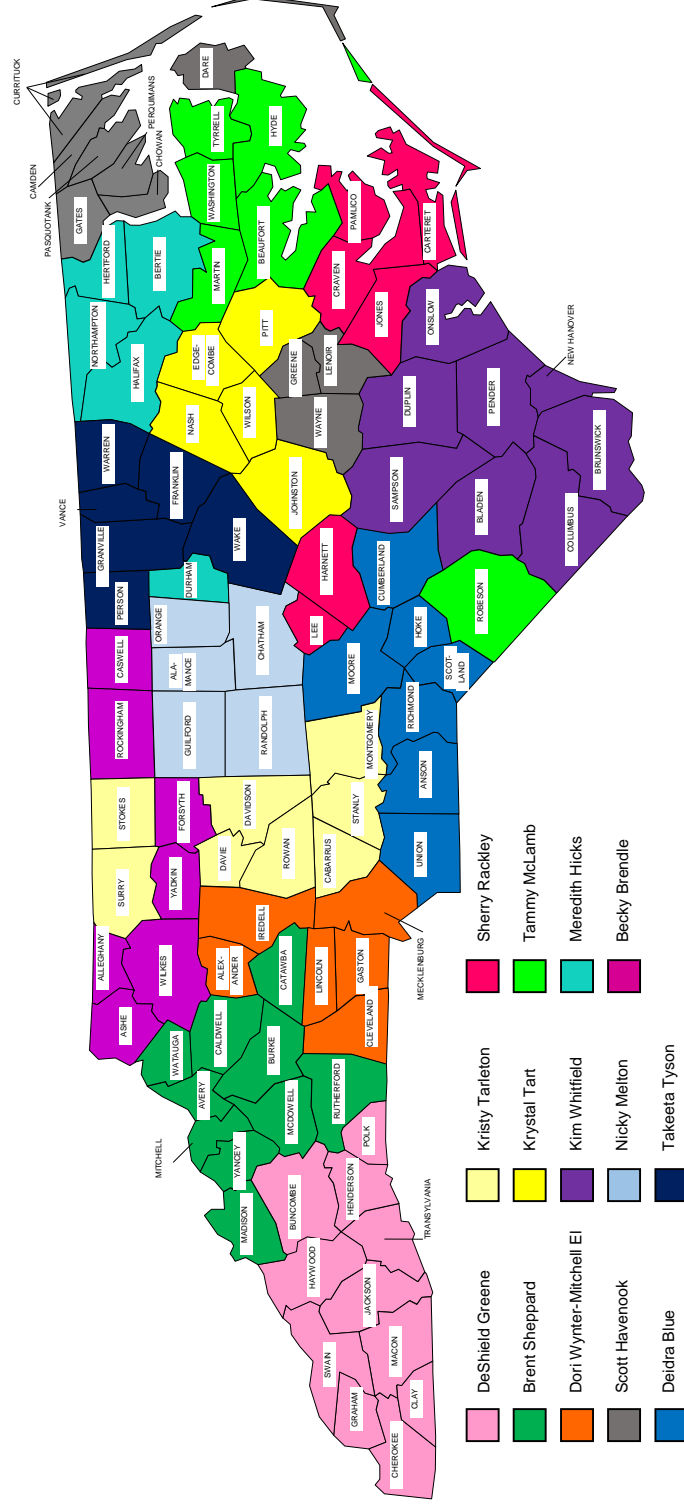 CURRITUCK
CAMDEN
PASQUOTANK
PERQUIMANS
CHOWAN
GATES
HERTFORD
NORTHAMPTON
BERTIE
HALIFAX
WARREN
VANCE
GRANVILLE
PERSON
CASWELL
ROCKINGHAM
STOKES
SURRY
ALLEGHANY
ASHE
DARE
TYRRELL
WASHINGTON
HYDE
MARTIN
BEAUFORT
EDGE-
COMBE
NASH
FRANKLIN
WAKE
DURHAM
ORANGE
ALA-
MANCE
GUILFORD
FORSYTH
YADKIN
WILKES
WATAUGA
PITT
WILSON
JOHNSTON
CHATHAM
RANDOLPH
DAVIDSON
DAVIE
ROWAN
IREDELL
ALEX-
ANDER
CALDWELL
AVERY
MITCHELL
YANCEY
MADISON
PAMLICO
CRAVEN
CARTERET
JONES
GREENE
LENOIR
WAYNE
HARNETT
LEE
MOORE
MONTGOMERY
STANLY
CABARRUS
CATAWBA
LINCOLN
GASTON
CLEVELAND
BURKE
MCDOWELL
RUTHERFORD
BUNCOMBE
HAYWOOD
HENDERSON
POLK
TRANSYLVANIA
JACKSON
SWAIN
MACON
GRAHAM
CLAY
CHEROKEE
ONSLOW
DUPLIN
PENDER
NEW HANOVER
SAMPSON
BLADEN
BRUNSWICK
COLUMBUS
CUMBERLAND
HOKE
ROBESON
SCOT-
LAND
RICHMOND
ANSON
UNION
MECKLENBURG
DeShield Greene
Brent Sheppard
Dori Wynter-Mitchell El
Scott Havenook
Deidra Blue
Kristy Tarleton
Krystal Tart
Kim Whitfield
Nicky Melton
Takeeta Tyson
Sherry Rackley
Tammy McLamb
Meredith Hicks
Becky Brendle